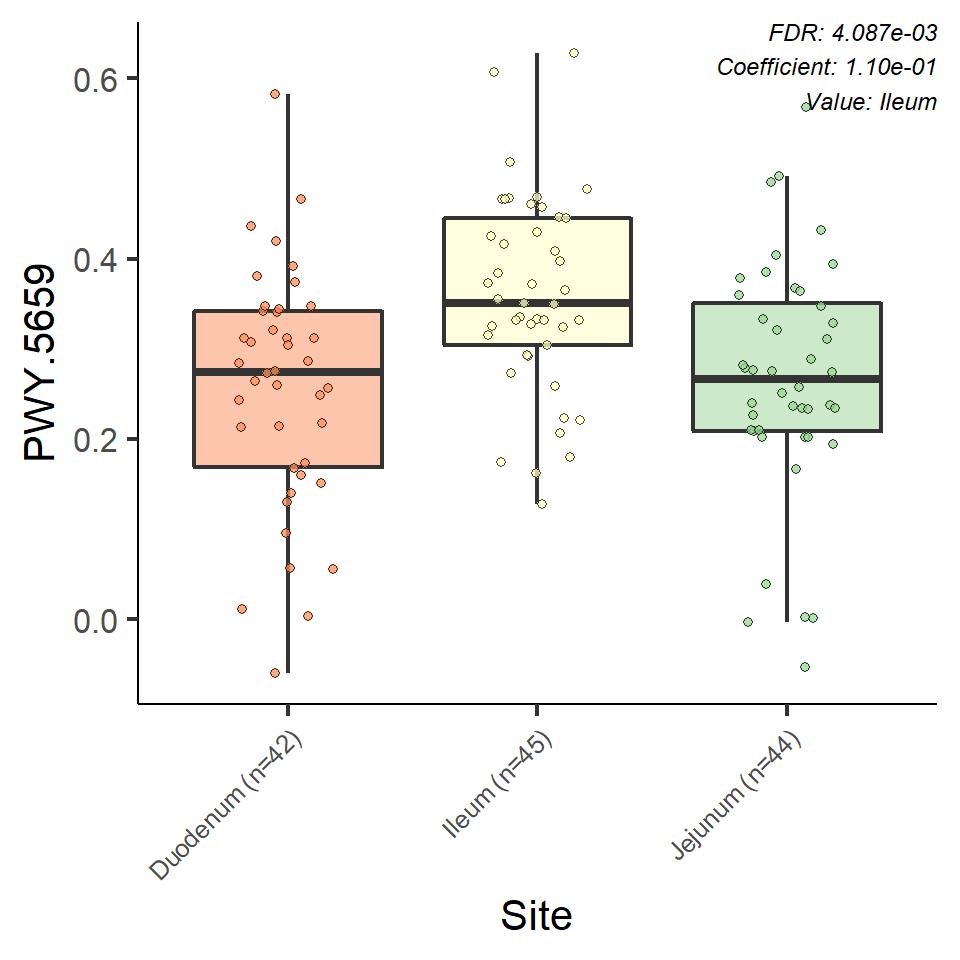 FDR: 4.087e-03
Coefficient: 1.10e-01
Value: Ileum
PWY.5659
0.6
0.4
0.2
0.0
Duodenum (n=42)
Ileum (n=45)
Jejunum (n=44)
Site